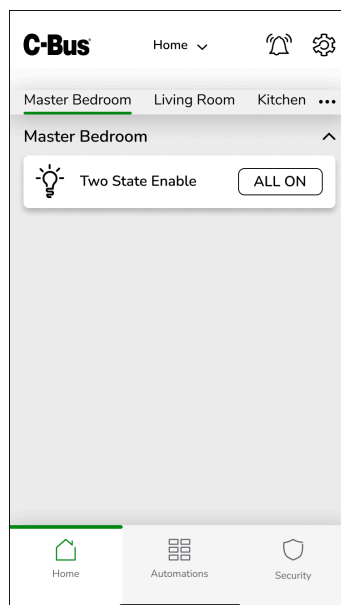 C-Bus Home
Master Bedroom Living Room Kitchen •••
Master Bedroom
Two State Enable ALL ON
Home Automations Security